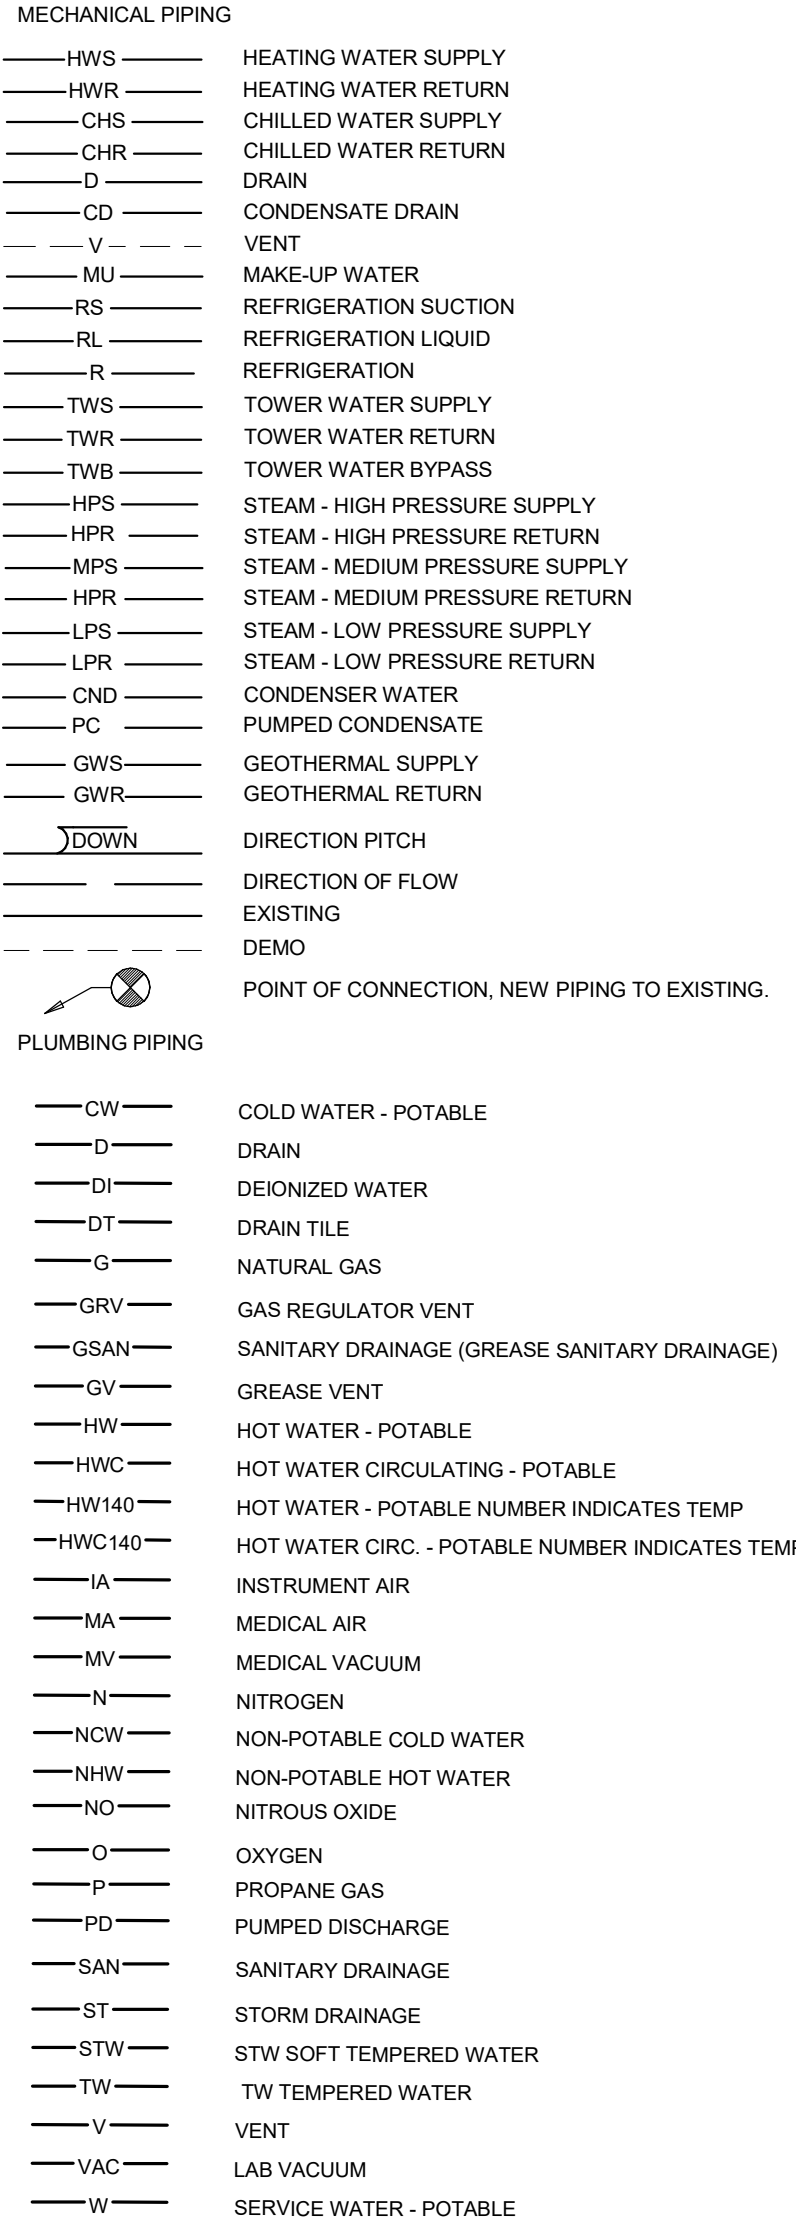 MECHANICAL PIPING
HWS HEATING WATER SUPPLY
HWR HEATING WATER RETURN
CHS CHILLED WATER SUPPLY
CHR CHILLED WATER RETURN
D DRAIN
CD CONDENSATE DRAIN
V VENT
MU MAKE-UP WATER
RS REFRIGERATION SUCTION
RL REFRIGERATION LIQUID
R REFRIGERATION
TWS TOWER WATER SUPPLY
TWR TOWER WATER RETURN
TWB TOWER WATER BYPASS
HPS STEAM - HIGH PRESSURE SUPPLY
HPR STEAM - HIGH PRESSURE RETURN
MPS STEAM - MEDIUM PRESSURE SUPPLY
HPR STEAM - MEDIUM PRESSURE RETURN
LPS STEAM - LOW PRESSURE SUPPLY
LPR STEAM - LOW PRESSURE RETURN
CND CONDENSER WATER
PC PUMPED CONDENSATE
GWS GEOTHERMAL SUPPLY
GWR GEOTHERMAL RETURN
DOWN DIRECTION PITCH
DIRECTION OF FLOW
EXISTING
DEMO
POINT OF CONNECTION, NEW PIPING TO EXISTING.
PLUMBING PIPING
CW COLD WATER - POTABLE
D DRAIN
DI DEIONIZED WATER
DT DRAIN TILE
G NATURAL GAS
GRV GAS REGULATOR VENT
GSAN SANITARY DRAINAGE (GREASE SANITARY DRAINAGE)
GV GREASE VENT
HW HOT WATER - POTABLE
HWC HOT WATER CIRCULATING - POTABLE
HW140 HOT WATER - POTABLE NUMBER INDICATES TEMP
HWC140 HOT WATER CIRC. - POTABLE NUMBER INDICATES TEMP
IA INSTRUMENT AIR
MA MEDICAL AIR
MV MEDICAL VACUUM
N NITROGEN
NCW NON-POTABLE COLD WATER
NHW NON-POTABLE HOT WATER
NO NITROUS OXIDE
O OXYGEN
P PROPANE GAS
PD PUMPED DISCHARGE
SAN SANITARY DRAINAGE
ST STORM DRAINAGE
STW STW SOFT TEMPERED WATER
TW TW TEMPERED WATER
V VENT
VAC LAB VACUUM
W SERVICE WATER - POTABLE